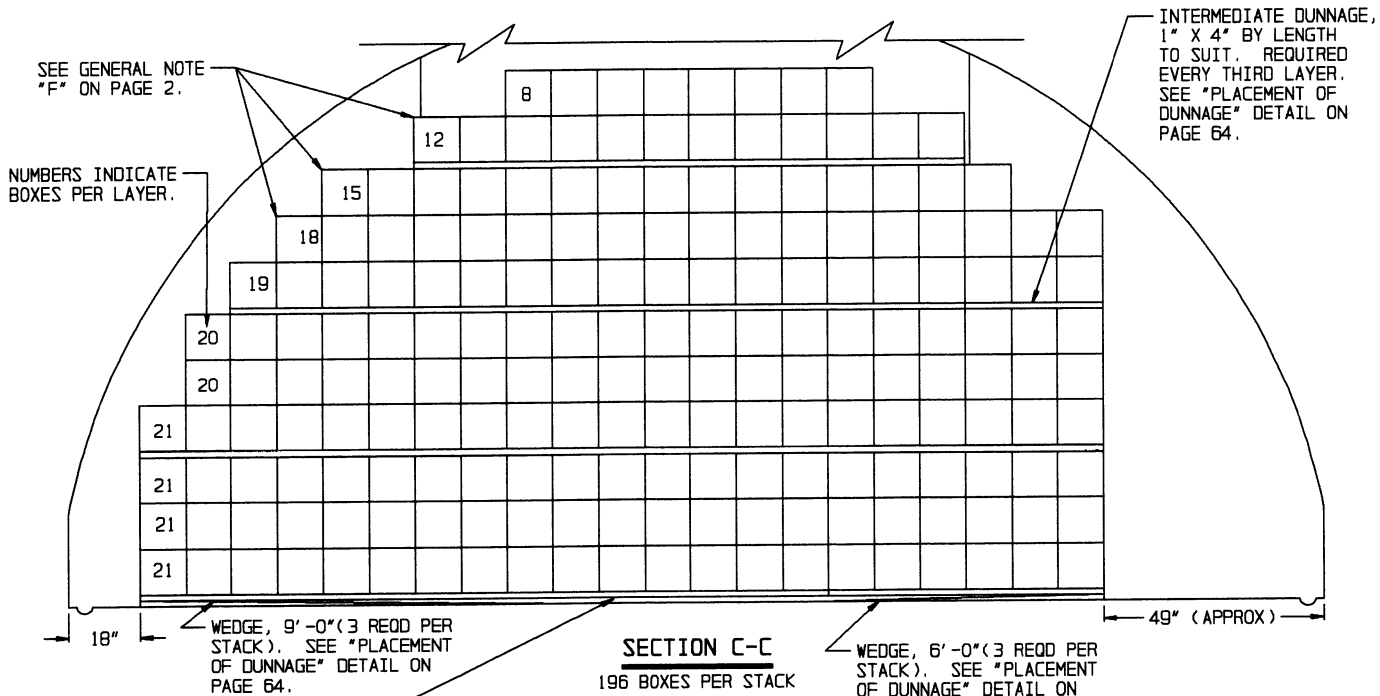 SEE GENERAL NOTE
"F" ON PAGE 2.
NUMBERS INDICATE
BOXES PER LAYER.
INTERMEDIATE DUNNAGE,
1" X 4" BY LENGTH
TO SUIT. REQUIRED
EVERY THIRD LAYER.
SEE "PLACEMENT OF
DUNNAGE" DETAIL ON
PAGE 64.
8
12
15
18
19
20
20
21
21
21
21
18"
WEDGE, 9'-0"(3 REQD PER
STACK). SEE "PLACEMENT
OF DUNNAGE" DETAIL ON
PAGE 64.
SECTION C-C
196 BOXES PER STACK
WEDGE, 6'-0"(3 REQD PER
STACK). SEE "PLACEMENT
OF DUNNAGE" DETAIL ON
49" (APPROX)